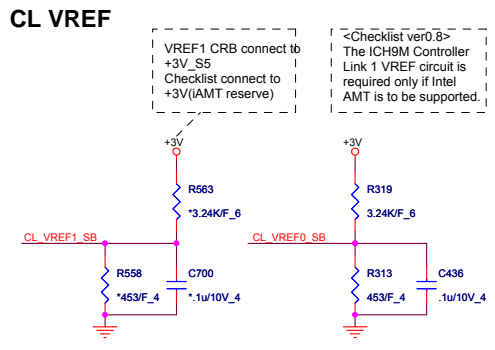 CL VREF
VREF1 CRB connect to
+3V_S5
Checklist connect to
+3V(iAMT reserve)
<Checklist ver0.8>
The ICH9M Controller
Link 1 VREF circuit is
required only if Intel
AMT is to be supported.
+3V
R563
*3.24K/F_6
CL_VREF1_SB
R558
*453/F_4
C700
*.1u/10V_4
+3V
R319
3.24K/F_6
CL_VREF0_SB
R313
453/F_4
C436
.1u/10V_4